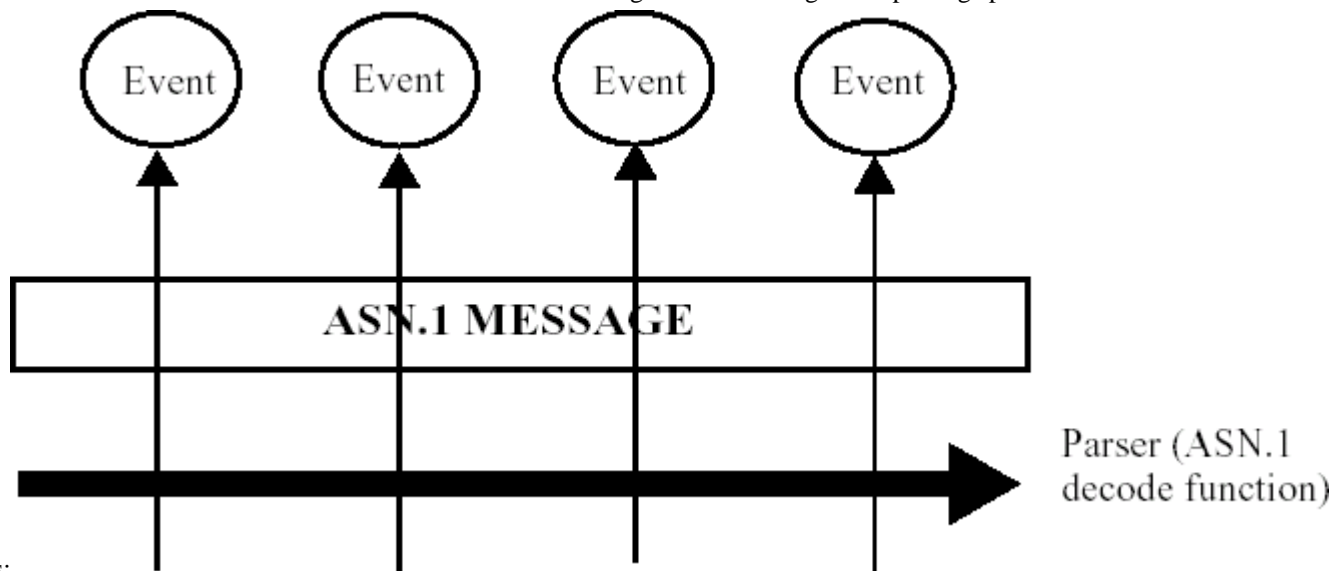 Event
Event
Event
Event
ASN.1 MESSAGE
Parser (ASN.1
decode function)